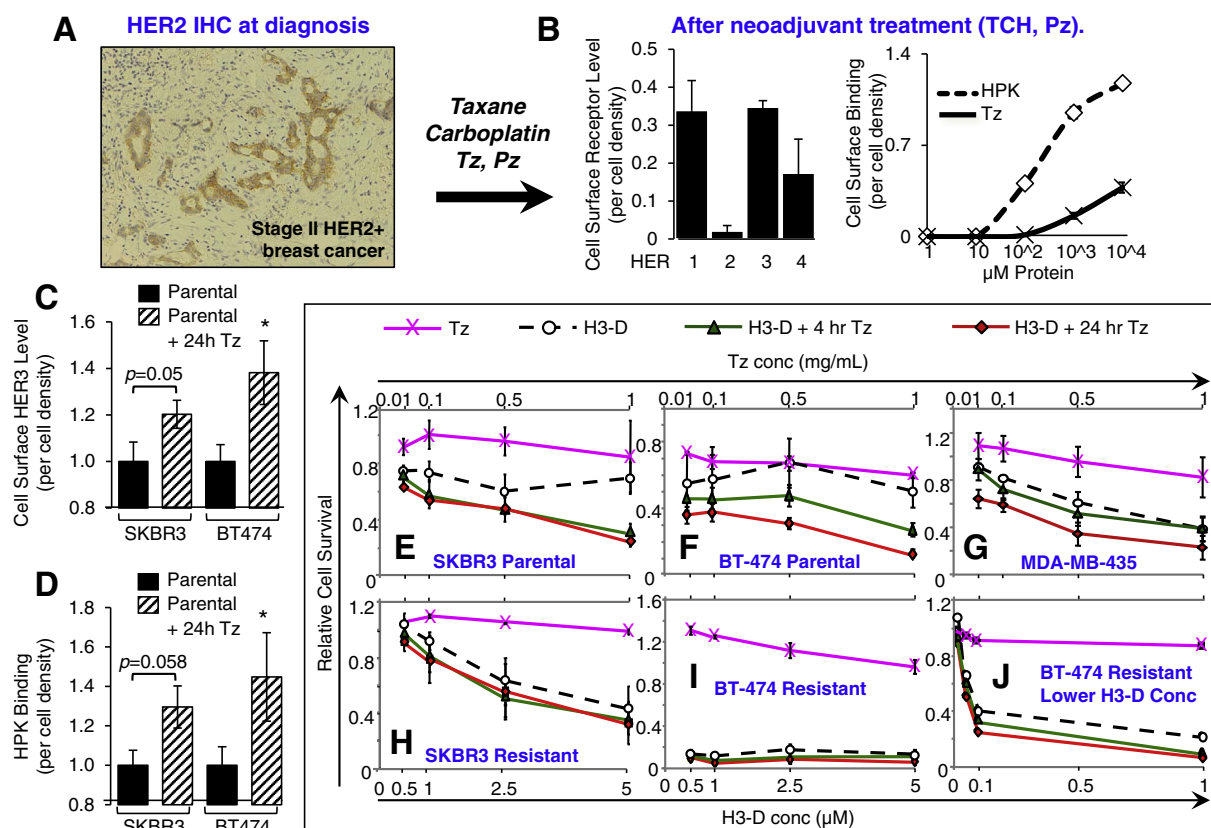 A
HER2 IHC at diagnosis
Stage II HER2+
breast cancer
Taxane
Carboplatin
Tz, Pz
B
After neoadjuvant treatment (TCH, Pz).
Cell Surface Receptor Level
(per cell density)
0.5
0.4
0.3
0.2
0.1
0
HER 1 2 3 4
Cell Surface Binding
(per cell density)
1.4
0.7
0
HPK
Tz
1 10 10^2 10^3 10^4
µM Protein
C
Parental
Parental
+ 24h Tz
Cell Surface HER3 Level
(per cell density)
1.6
1.4
1.2
1.0
0.8
p=0.05
*
SKBR3 BT474
D
Parental
Parental
+ 24h Tz
HPK Binding
(per cell density)
1.8
1.6
1.4
1.2
1.0
0.8
p=0.058
*
SKBR3 BT474
Tz H3-D H3-D + 4 hr Tz H3-D + 24 hr Tz
Tz conc (mg/mL)
Relative Cell Survival
0.01 0.1 0.5 1
1.2
0.8
0.4
0
E
SKBR3 Parental
0.01 0.1 0.5 1
0.8
0.4
0
F
BT-474 Parental
0.01 0.1 0.5 1
1.2
0.8
0.4
0
G
MDA-MB-435
1.2
0.8
0.4
0
H
SKBR3 Resistant
0 0.5 1 2.5 5
1.6
1.2
0.8
0.4
0
I
BT-474 Resistant
0 0.5 1 2.5 5
1.2
0.8
0.4
0
J
BT-474 Resistant
Lower H3-D Conc
0 0.1 0.5 1
H3-D conc (µM)